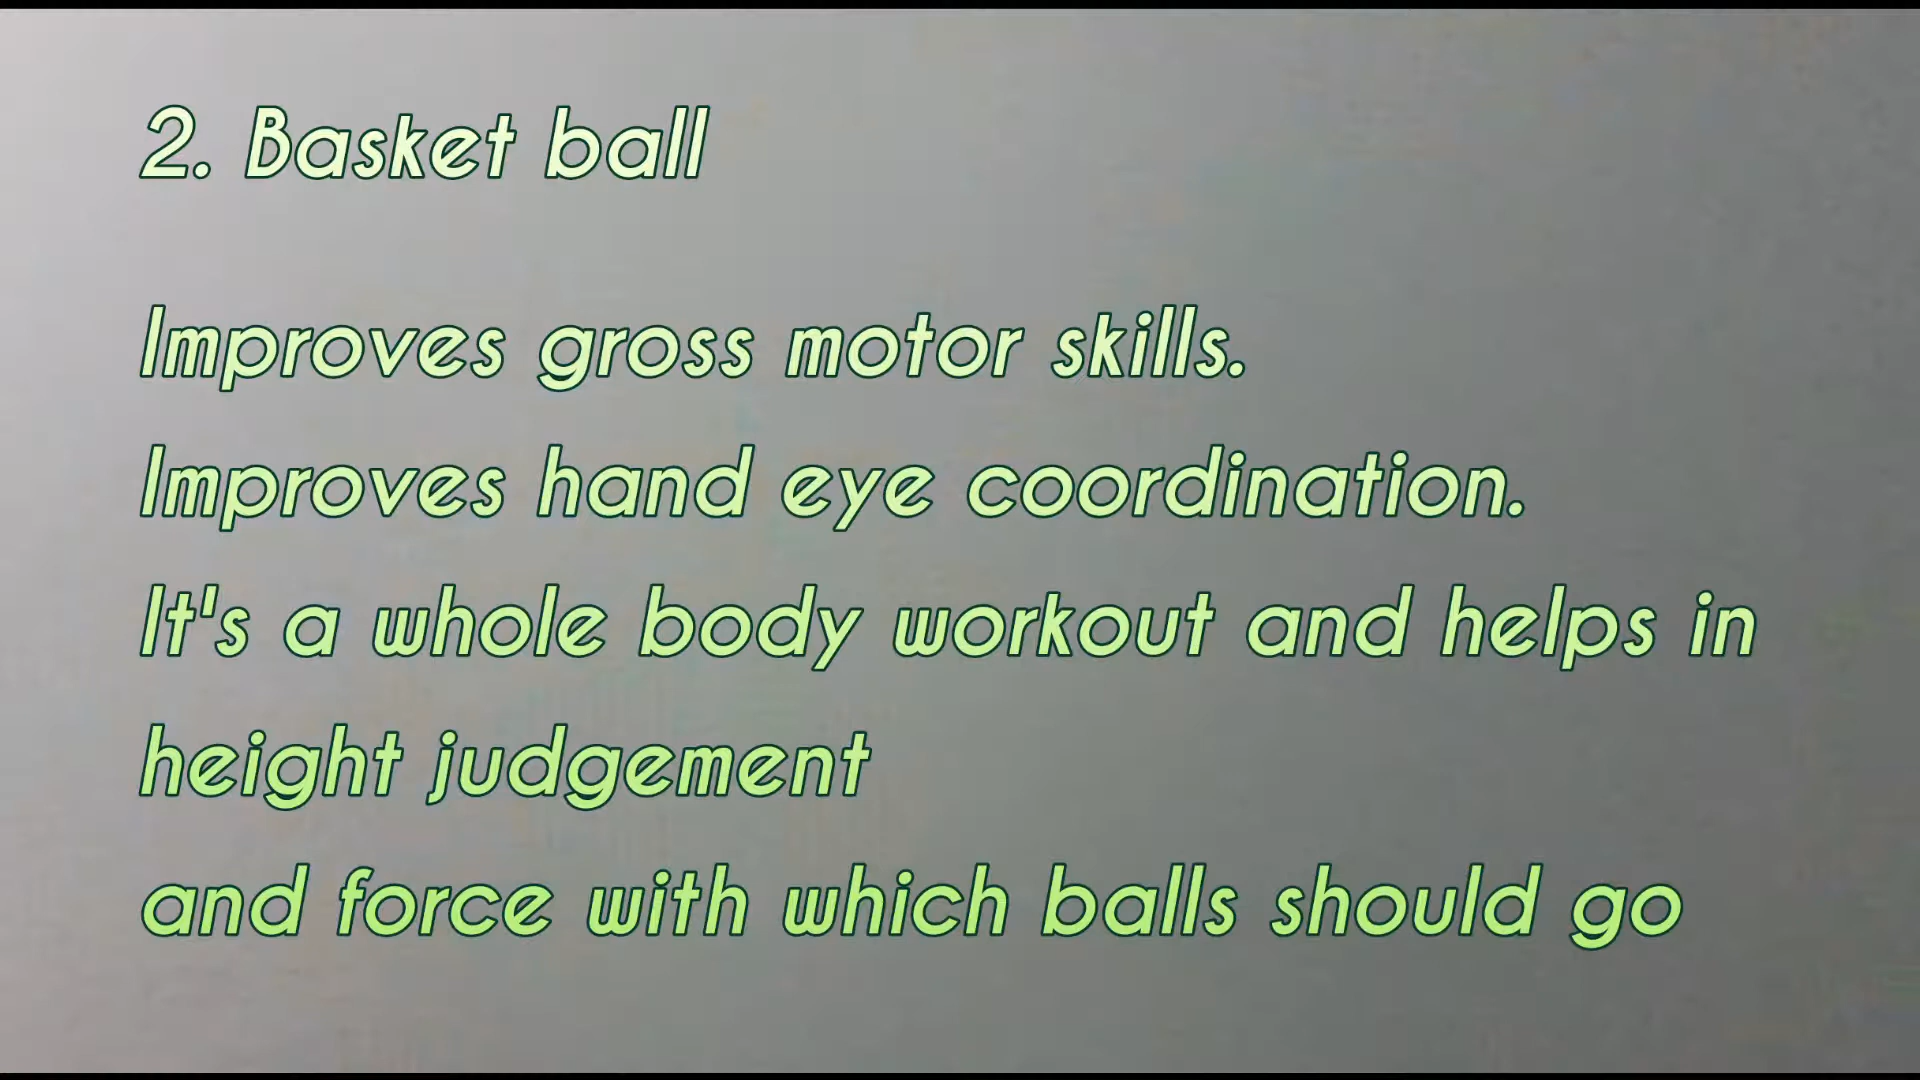 2. Basket ball
Improves gross motor skills.
Improves hand eye coordination.
It's a whole body workout and helps in
height judgement
and force with which balls should go